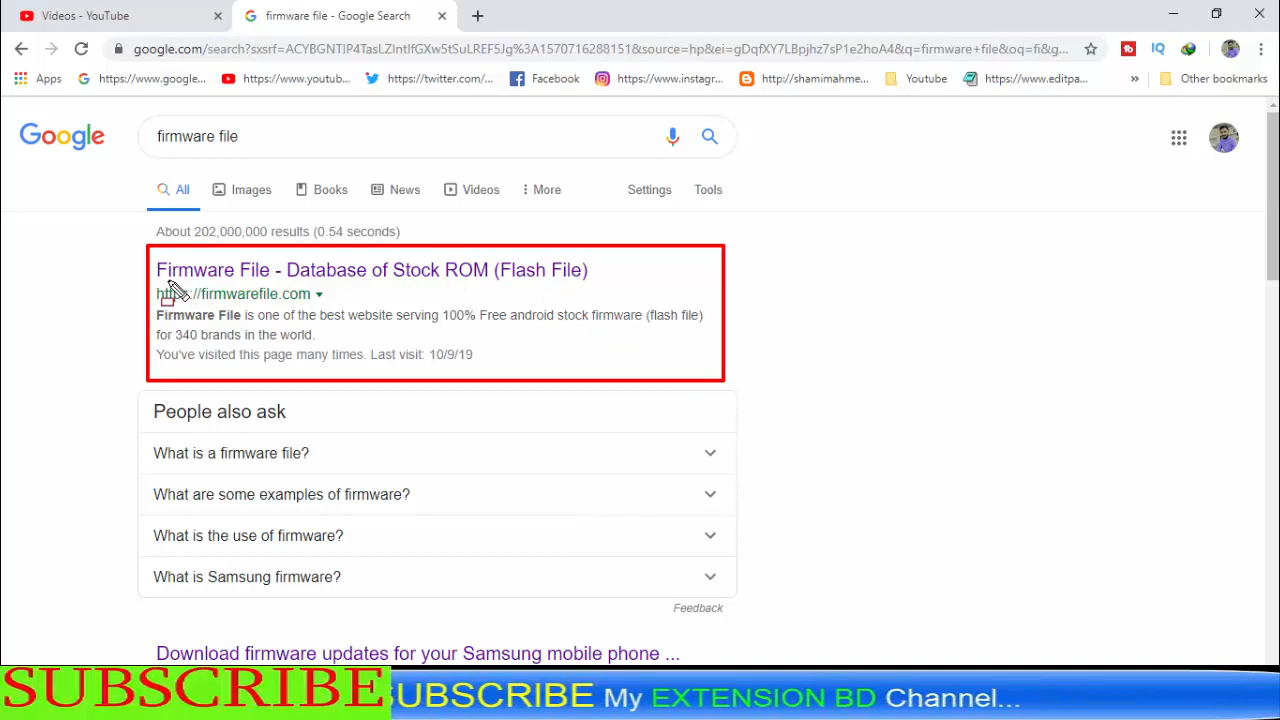 Videos - YouTube
firmware file - Google Search
google.com/search?sxsrf=ACYBGNTIP4TasLZIntIfGXw5tSuLREF5Jg%3A1570716288151&source=hp&ei=gDqfXY7LBpjhz7sP1e2hoA4&q=firmware+file&oq=fi&g...
IQ
Apps
https://www.google...
https://www.youtub...
https://twitter.com/...
Facebook
https://www.instagr...
http://shamimahme...
Youtube
https://www.editpa...
»
Other bookmarks
Google
firmware file
All
Images
Books
News
Videos
More
Settings
Tools
About 202,000,000 results (0.54 seconds)
Firmware File - Database of Stock ROM (Flash File)
https://firmwarefile.com
Firmware File is one of the best website serving 100% Free android stock firmware (flash file)
for 340 brands in the world.
You've visited this page many times. Last visit: 10/9/19
People also ask
What is a firmware file?
What are some examples of firmware?
What is the use of firmware?
What is Samsung firmware?
Feedback
Download firmware updates for your Samsung mobile phone ...
SUBSCRIBE
UBSCRIBE My EXTENSION BD Channel...